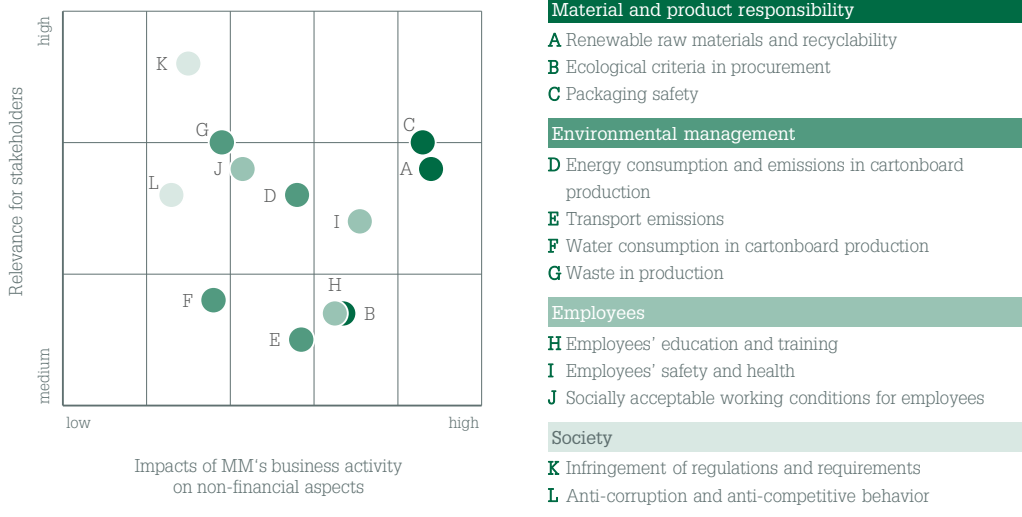 high
Relevance for stakeholders
medium
K
G
C
J
A
L
D
I
H
F
B
E
low
high
Impacts of MM‘s business activity
on non-financial aspects
Material and product responsibility
A Renewable raw materials and recyclability
B Ecological criteria in procurement
C Packaging safety
Environmental management
D Energy consumption and emissions in cartonboard
production
E Transport emissions
F Water consumption in cartonboard production
G Waste in production
Employees
H Employees’ education and training
I Employees’ safety and health
J Socially acceptable working conditions for employees
Society
K Infringement of regulations and requirements
L Anti-corruption and anti-competitive behavior